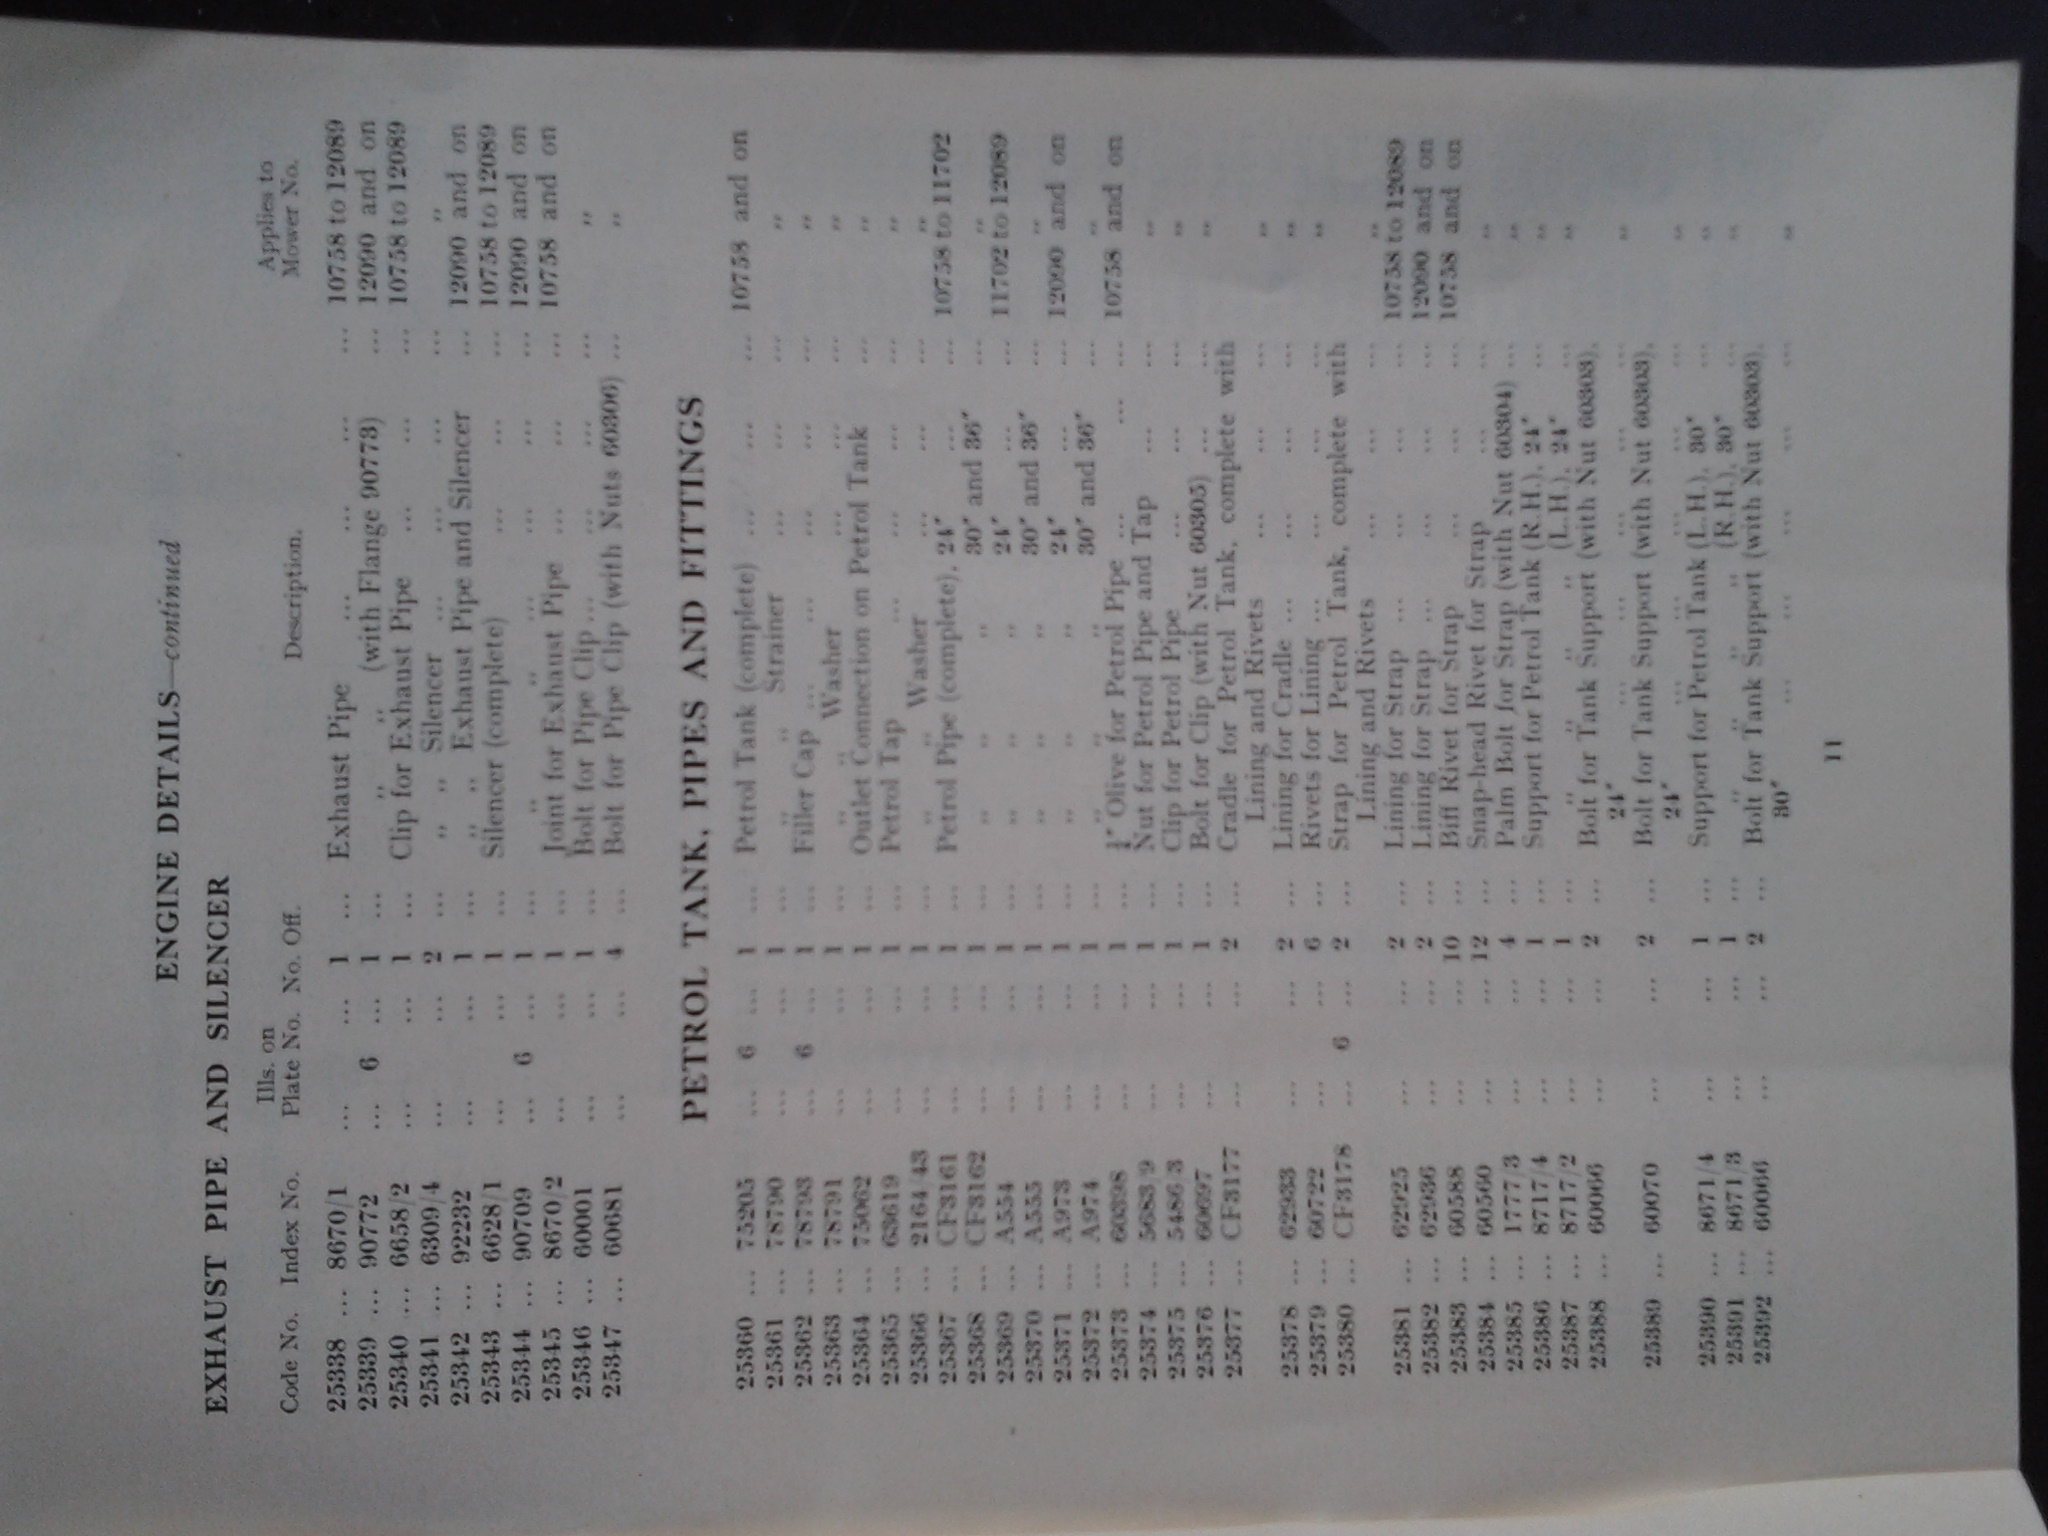 ENGINE DETAILS—continued
EXHAUST PIPE AND SILENCER
Ills. on Applies to
Code No. Index No. Plate No. No. Off. Description. Mower No.
25338 ... 8670/1 ... ... 1 ... Exhaust Pipe ... ... ... ... 10758 to 12089
25339 ... 90772 ... 6 ... 1 ... ,, ,, (with Flange 90773) ... 12090 and on
25340 ... 6658/2 ... ... 1 ... Clip for Exhaust Pipe ... ... ... 10758 to 12089
25341 ... 6309/4 ... ... 2 ... ,, ,, Silencer ... ... ... ... ,,
25342 ... 92232 ... ... 1 ... ,, ,, Exhaust Pipe and Silencer ... 12090 and on
25343 ... 6628/1 ... ... 1 ... Silencer (complete) ... ... ... 10758 to 12089
25344 ... 90709 ... 6 ... 1 ... ,, ,, ... ... ... 12090 and on
25345 ... 8670/2 ... ... 1 ... Joint for Exhaust Pipe ... ... ... 10758 and on
25346 ... 60001 ... ... 1 ... Bolt for Pipe Clip ... ... ... ... ,,
25347 ... 60681 ... ... 4 ... Bolt for Pipe Clip (with Nuts 60306) ... ,,
PETROL TANK, PIPES AND FITTINGS
25360 ... 75205 ... 6 ... 1 ... Petrol Tank (complete) ... ... ... 10758 and on
25361 ... 78790 ... ... 1 ... ,, ,, Strainer ... ... ... ,,
25362 ... 78793 ... 6 ... 1 ... Filler Cap ... ... ... ... ... ,,
25363 ... 78791 ... ... 1 ... ,, ,, Washer ... ... ... ,,
25364 ... 75062 ... ... 1 ... Outlet Connection on Petrol Tank ... ,,
25365 ... 63619 ... ... 1 ... Petrol Tap ... ... ... ... ,,
25366 ... 2164/43 ... ... 1 ... ,, ,, Washer ... ... ... ,,
25367 ... CF3161 ... ... 1 ... Petrol Pipe (complete), 24″ ... ... 10758 to 11702
25368 ... CF3162 ... ... 1 ... ,, ,, ,, 30″ and 36″ ... ,,
25369 ... A554 ... ... 1 ... ,, ,, ,, 24″ ... ... 11702 to 12089
25370 ... A555 ... ... 1 ... ,, ,, ,, 30″ and 36″ ... ,,
25371 ... A973 ... ... 1 ... ,, ,, ,, 24″ ... ... 12090 and on
25372 ... A974 ... ... 1 ... ,, ,, ,, 30″ and 36″ ... ,,
25373 ... 60398 ... ... 1 ... ¼″ Olive for Petrol Pipe ... ... ... 10758 and on
25374 ... 5683/9 ... ... 1 ... Nut for Petrol Pipe and Tap ... ... ,,
25375 ... 5486/3 ... ... 1 ... Clip for Petrol Pipe ... ... ... ,,
25376 ... 60697 ... ... 1 ... Bolt for Clip (with Nut 60305) ... ... ,,
25377 ... CF3177 ... ... 2 ... Cradle for Petrol Tank, complete with
Lining and Rivets ... ... ... ,,
25378 ... 62933 ... ... 2 ... Lining for Cradle ... ... ... ... ,,
25379 ... 60722 ... ... 6 ... Rivets for Lining ... ... ... ... ,,
25380 ... CF3178 ... 6 ... 2 ... Strap for Petrol Tank, complete with
Lining and Rivets ... ... ... ,,
25381 ... 62925 ... ... 2 ... Lining for Strap ... ... ... ... 10758 to 12089
25382 ... 62936 ... ... 2 ... Lining for Strap ... ... ... ... 12090 and on
25383 ... 60588 ... ... 10 ... Biff Rivet for Strap ... ... ... 10758 and on
25384 ... 60560 ... ... 12 ... Snap-head Rivet for Strap ... ... ,,
25385 ... 1777/3 ... ... 4 ... Palm Bolt for Strap (with Nut 60304) ... ,,
25386 ... 8717/4 ... ... 1 ... Support for Petrol Tank (R.H.), 24″ ... ,,
25387 ... 8717/2 ... ... 1 ... ,, ,, ,, (L.H.), 24″ ... ,,
25388 ... 60066 ... ... 2 ... Bolt for Tank Support (with Nut 60303),
24″ ... ... ... ... ... ,,
25389 ... 60070 ... ... 2 ... Bolt for Tank Support (with Nut 60303),
24″ ... ... ... ... ... ,,
25390 ... 8671/4 ... ... 1 ... Support for Petrol Tank (L.H.), 30″ ... ,,
25391 ... 8671/3 ... ... 1 ... ,, ,, ,, (R.H.), 30″ ... ,,
25392 ... 60066 ... ... 2 ... Bolt for Tank Support (with Nut 60303),
30″ ... ... ... ... ... ,,
11